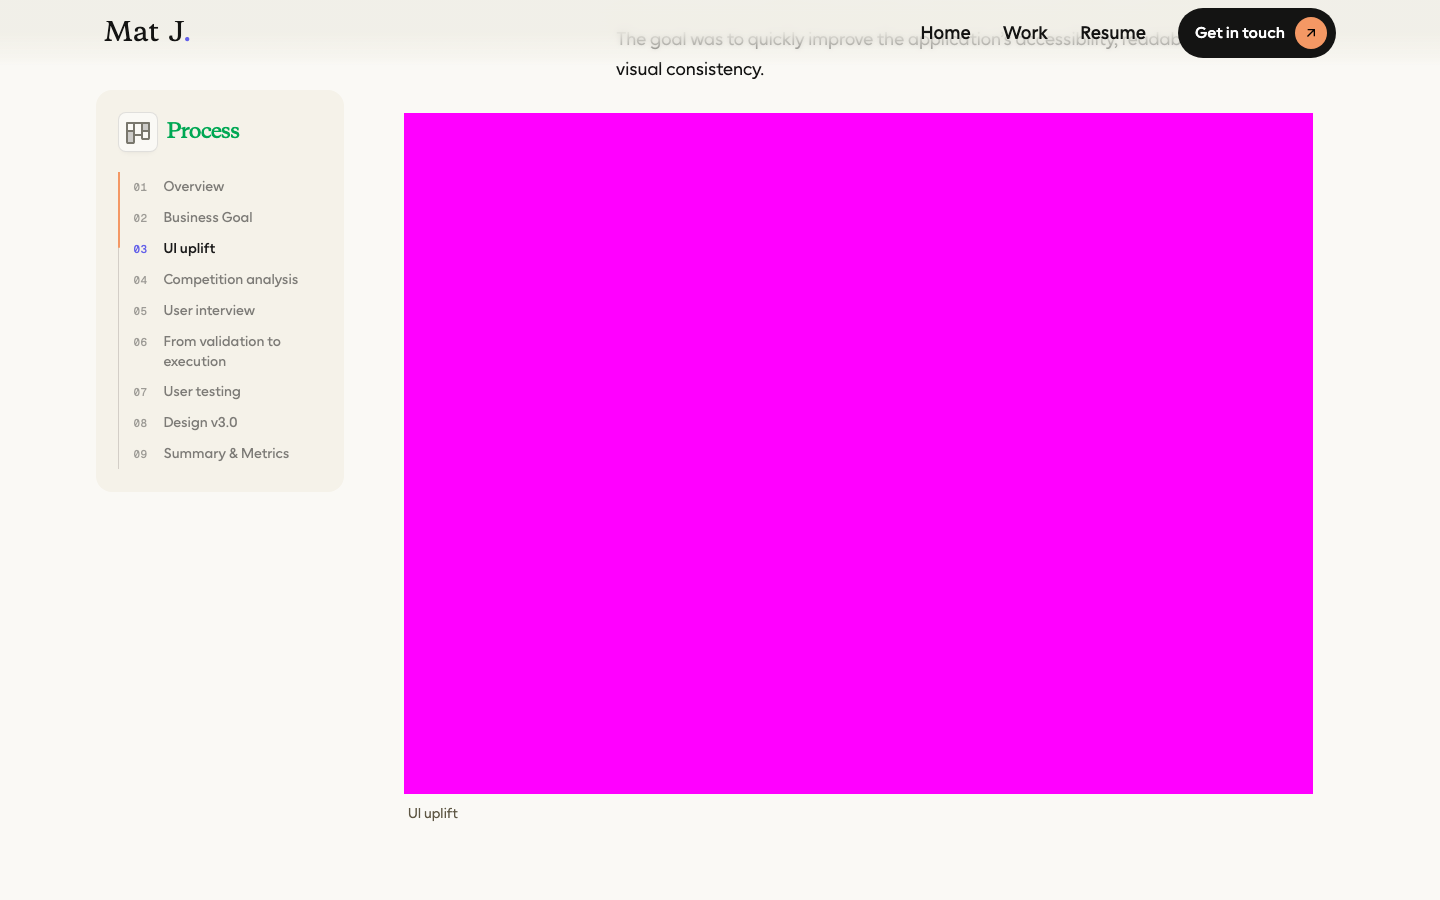 Mat J.
Home
Work
Resume
Get in touch
The goal was to quickly improve the application's accessibility,
visual consistency.
Process
01 Overview
02 Business Goal
03 UI uplift
04 Competition analysis
05 User interview
06 From validation to
execution
07 User testing
08 Design v3.0
09 Summary & Metrics
UI uplift